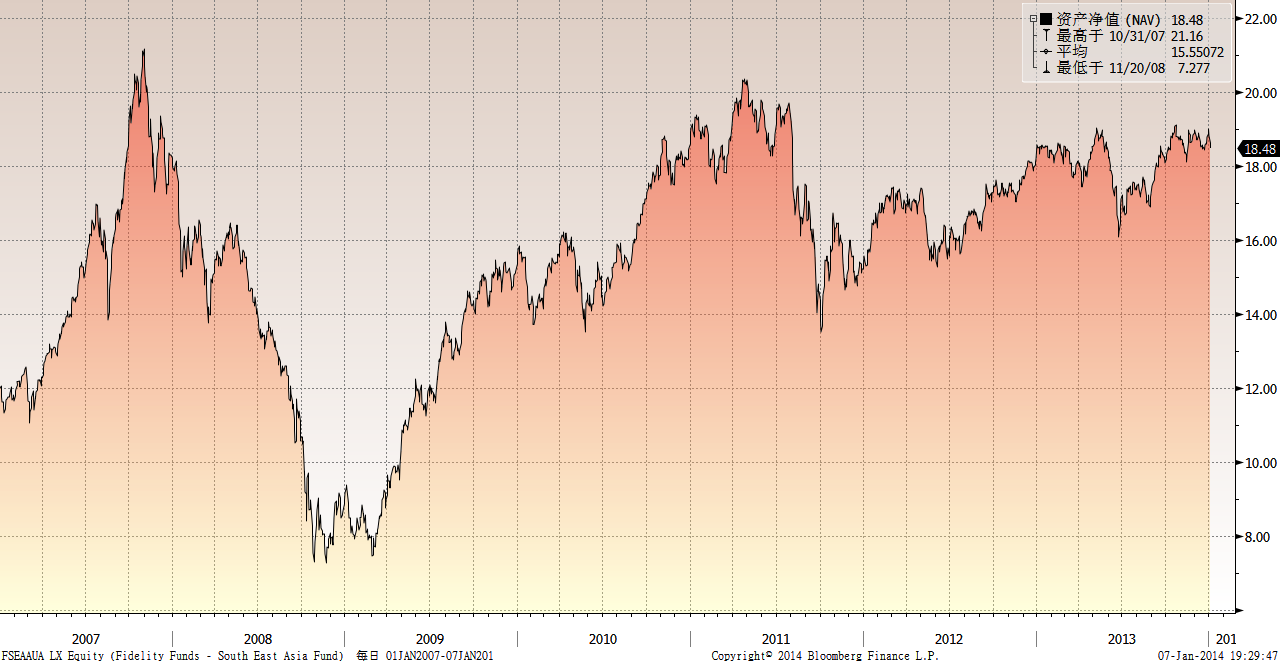 资产净值 (NAV) 18.48
最高于 10/31/07 21.16
平均 15.55072
最低于 11/20/08 7.277
22.00
20.00
18.48
18.00
16.00
14.00
12.00
10.00
8.00
2007 2008 2009 2010 2011 2012 2013 201
FSEAAUA LX Equity (Fidelity Funds - South East Asia Fund) 每日 01JAN2007-07JAN201 Copyright© 2014 Bloomberg Finance L.P. 07-Jan-2014 19:29:47